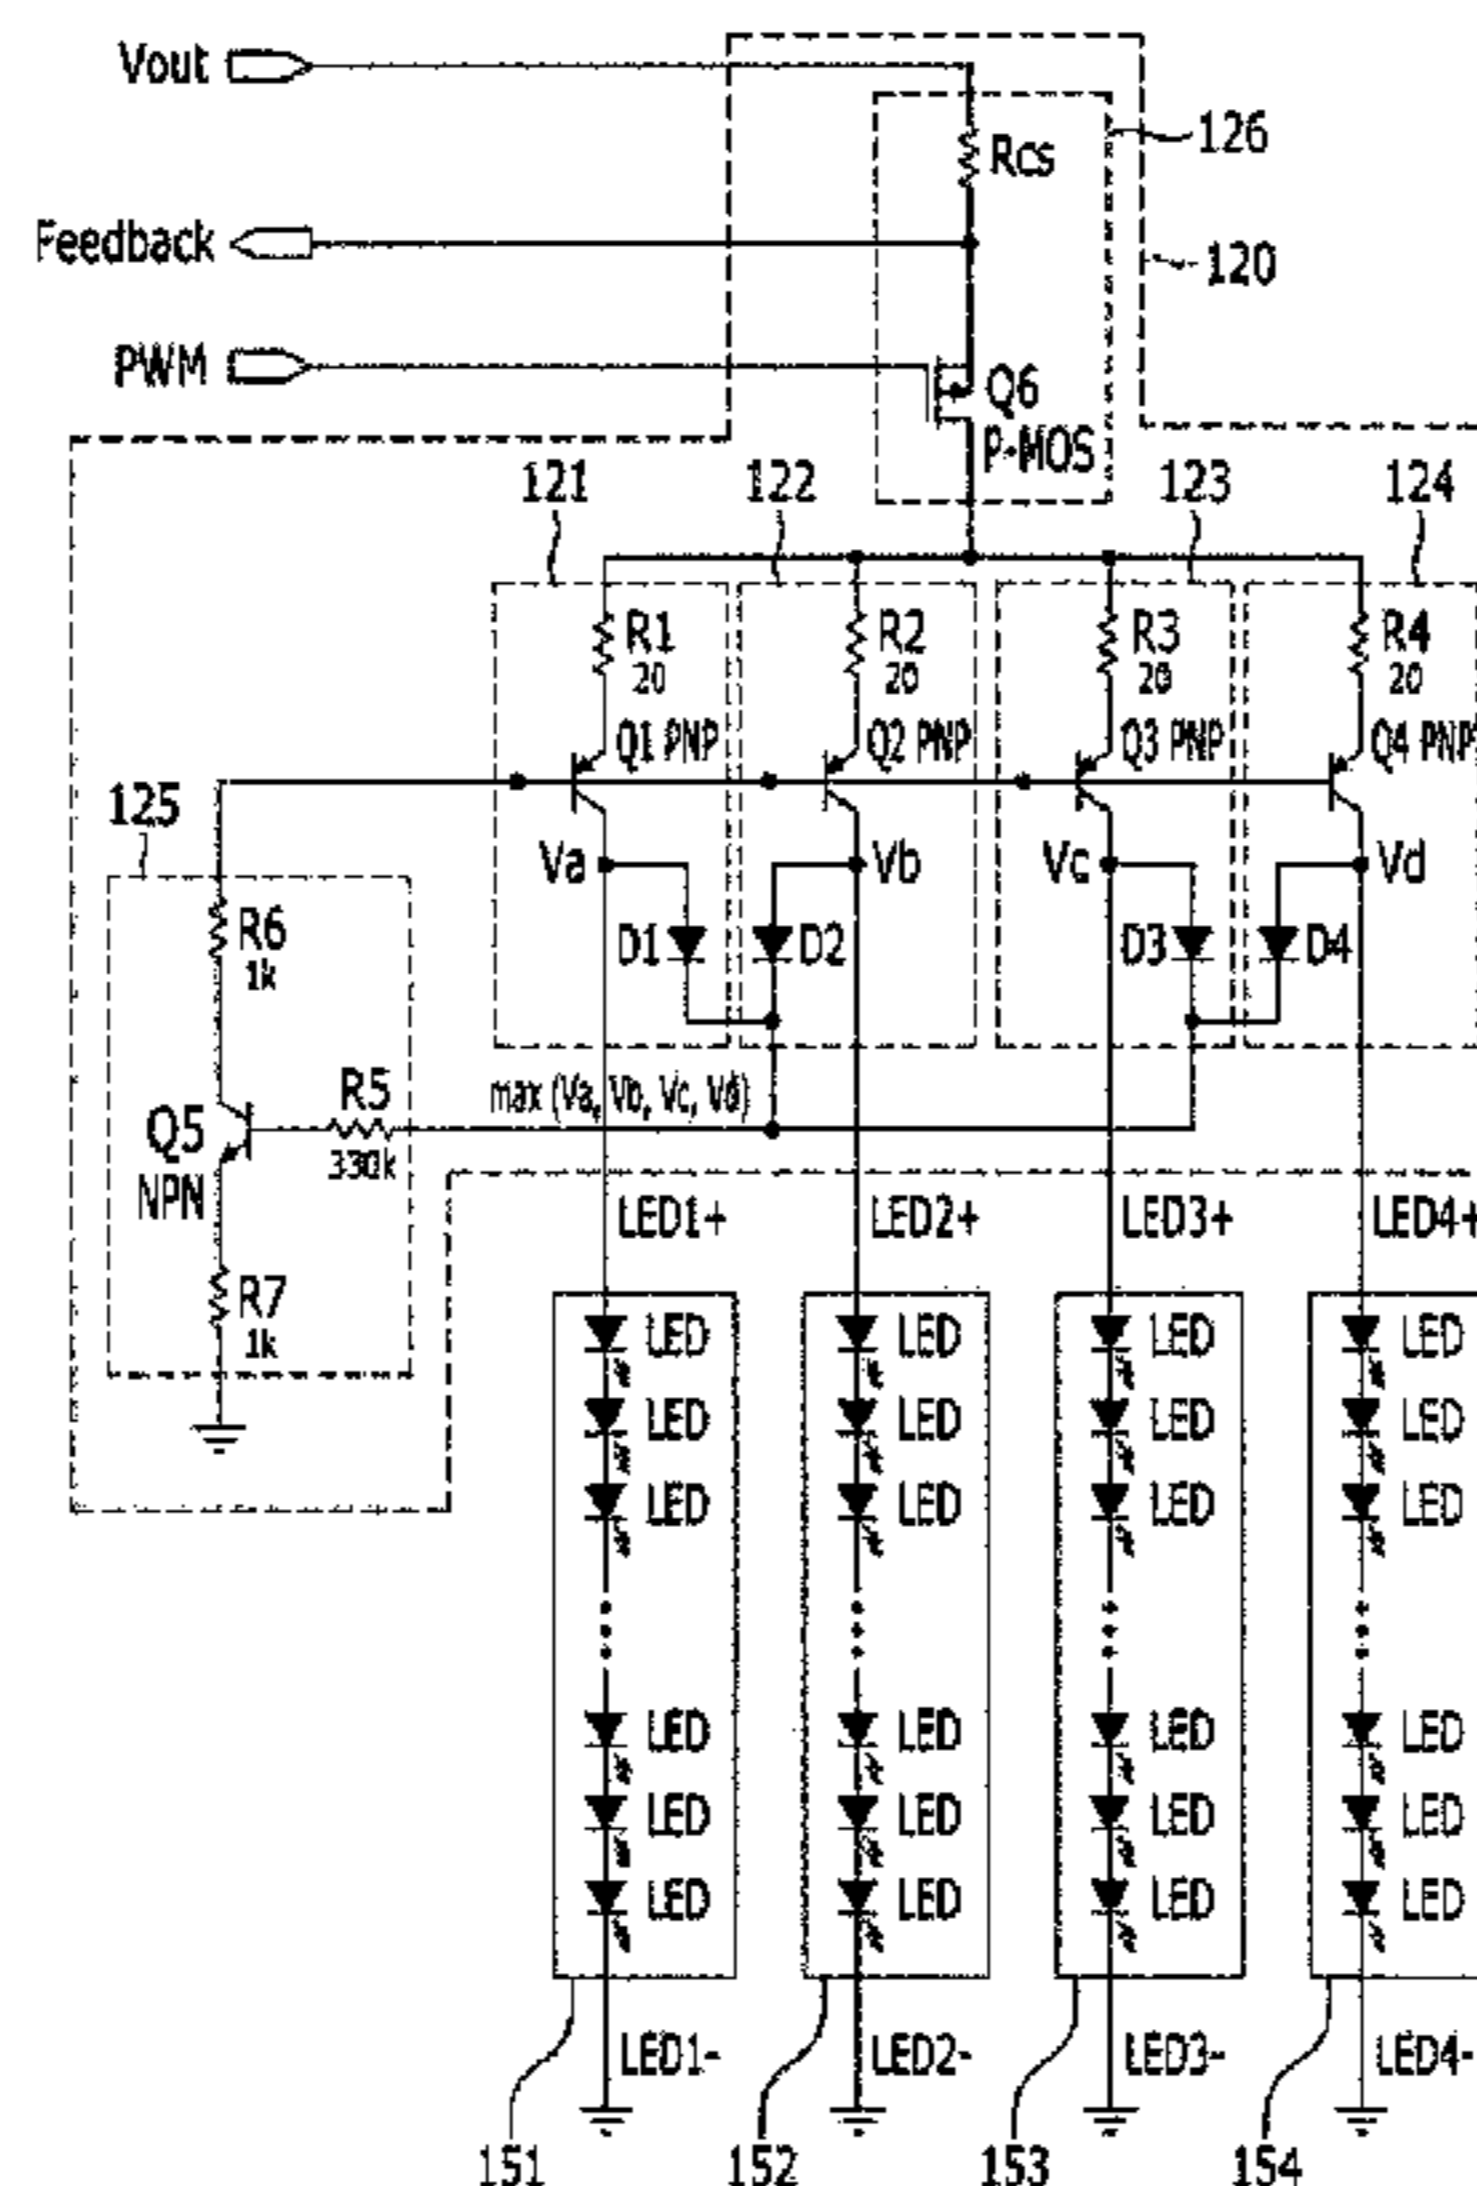 Vout
126
Rcs
Feedback
120
PWM
Q6
P-MOS
121
122
123
124
R1
20
R2
20
R3
20
R4
20
Q1 PNP
Q2 PNP
Q3 PNP
Q4 PNP
125
Va
Vb
Vc
Vd
R6
1k
D1
D2
D3
D4
max (Va, Vb, Vc, Vd)
R5
330k
Q5
NPN
LED1+
LED2+
LED3+
LED4+
R7
1k
LED LED LED LED
LED LED LED LED
LED LED LED LED
LED LED LED LED
LED LED LED LED
LED LED LED LED
LED1-
LED2-
LED3-
LED4-
151
152
153
154